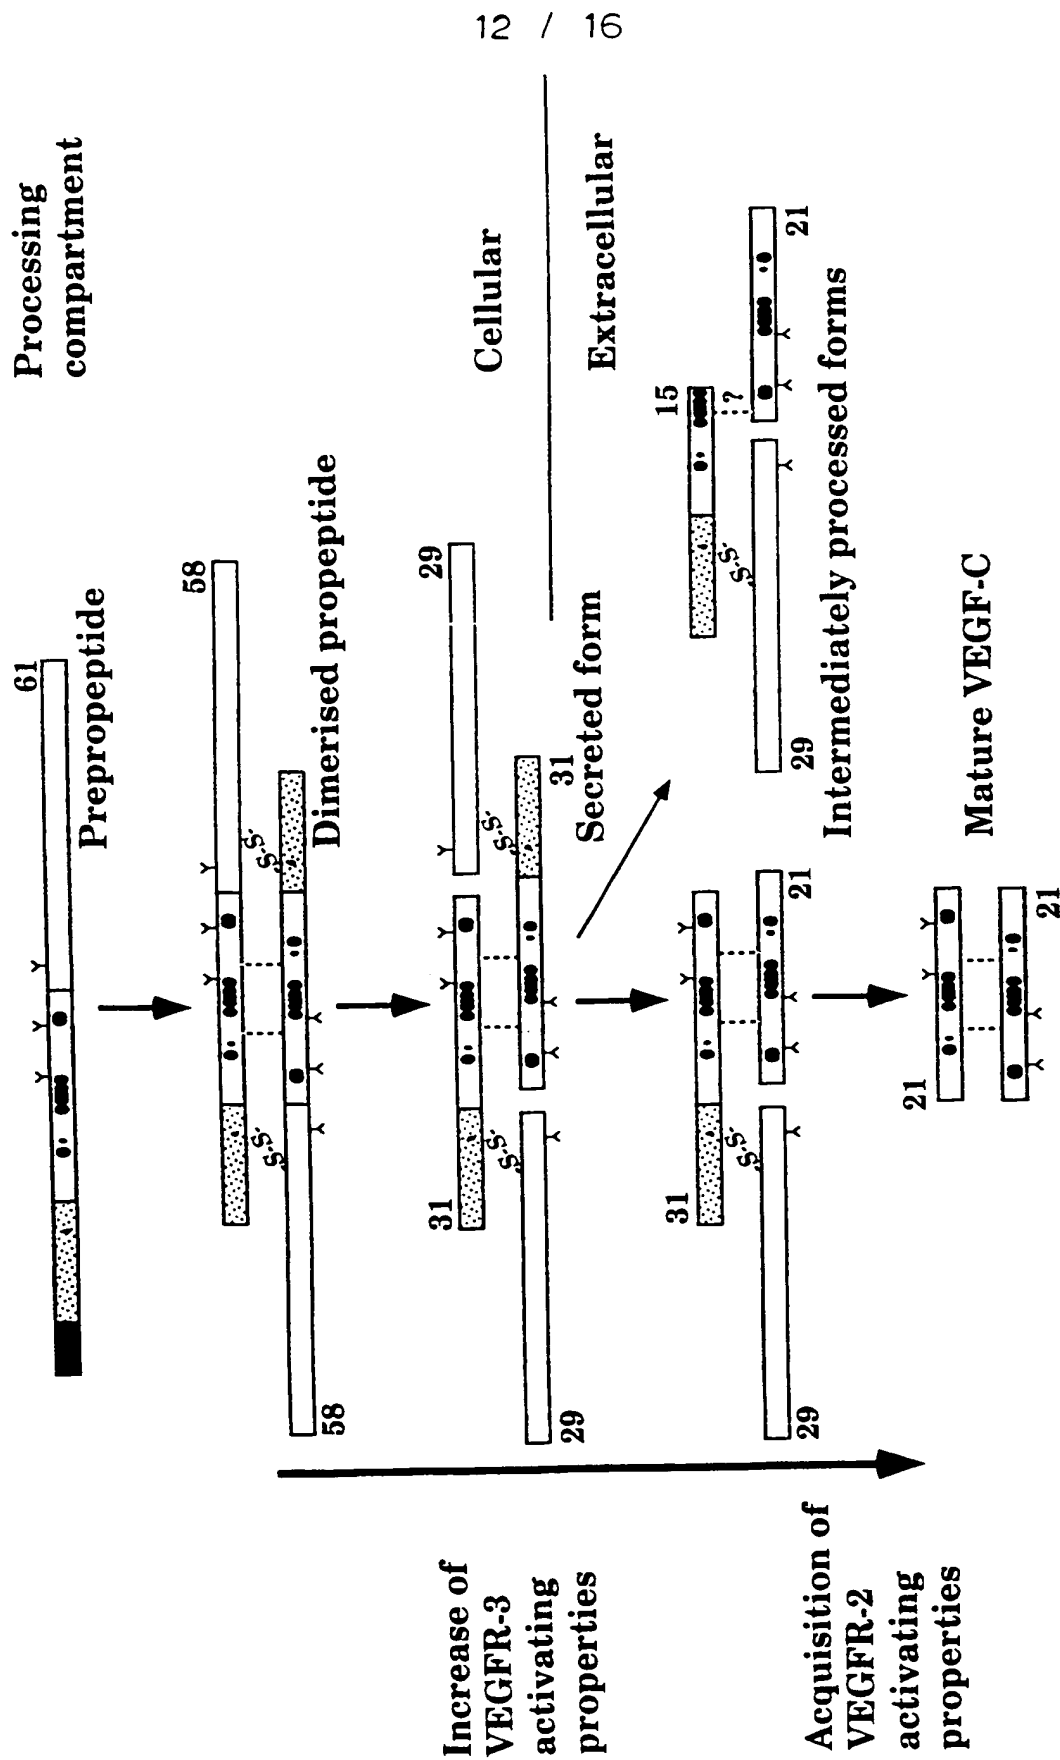 12 / 16
Processing
compartment
61
Prepropeptide
58
58
Dimerised propeptide
S-S
S-S
Cellular
Extracellular
29
31
31
29
S-S
S-S
Secreted form
15
?
21
29
S-S
Intermediately processed forms
31
21
29
S-S
21
21
Mature VEGF-C
Increase of
VEGFR-3
activating
properties
Acquisition of
VEGFR-2
activating
properties